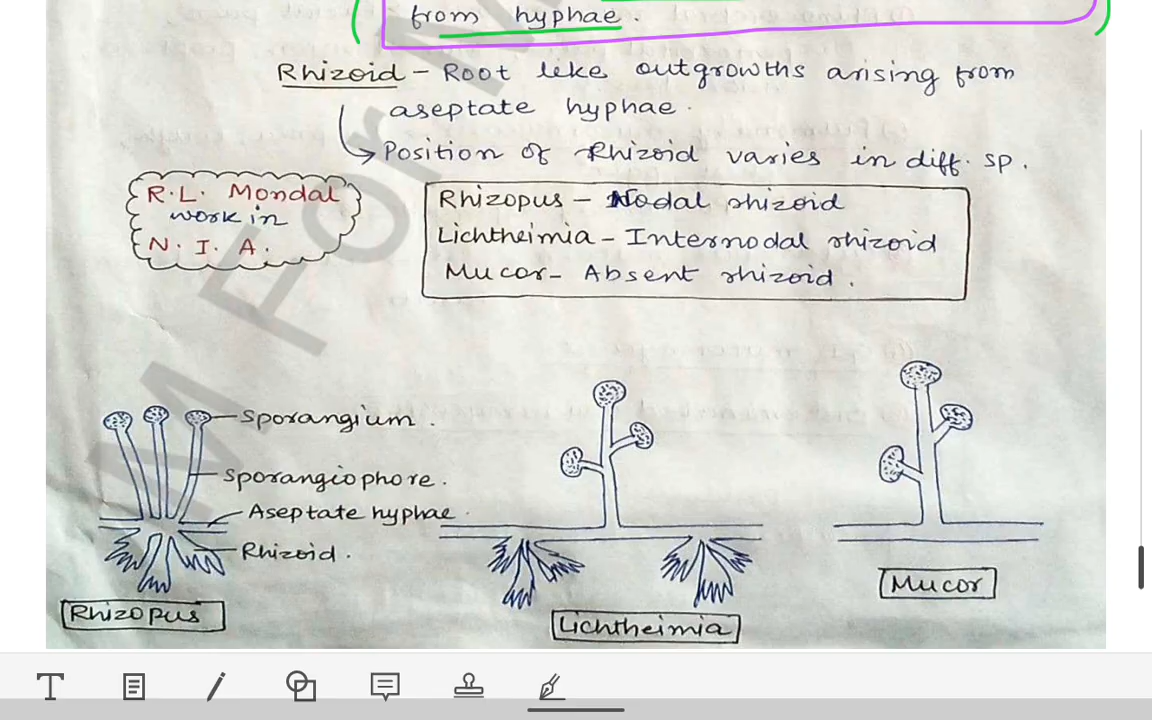 from hyphae.
Rhizoid - Root like outgrowths arising from
aseptate hyphae.
Position of Rhizoid varies in diff. sp.
R.L. Mondal
work in
N. I. A.
Rhizopus - Nodal rhizoid
Lichtheimia - Internodal rhizoid
Mucor - Absent rhizoid.
Sporangium.
Sporangiophore.
Aseptate hyphae.
Rhizoid.
Rhizopus
Lichtheimia
Mucor
T